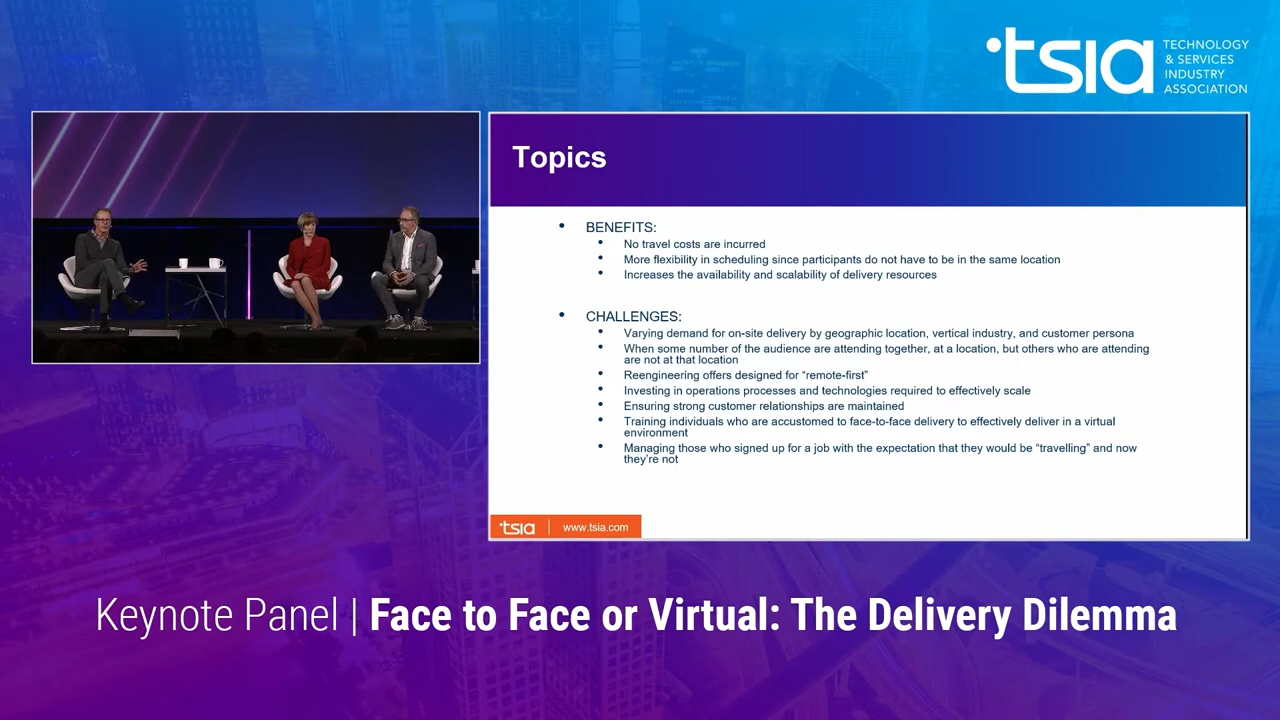 tsia
TECHNOLOGY
& SERVICES
INDUSTRY
ASSOCIATION
Topics
• BENEFITS:
• No travel costs are incurred
• More flexibility in scheduling since participants do not have to be in the same location
• Increases the availability and scalability of delivery resources
• CHALLENGES:
• Varying demand for on-site delivery by geographic location, vertical industry, and customer persona
• When some number of the audience are attending together, at a location, but others who are attending
are not at that location
• Reengineering offers designed for “remote-first”
• Investing in operations processes and technologies required to effectively scale
• Ensuring strong customer relationships are maintained
• Training individuals who are accustomed to face-to-face delivery to effectively deliver in a virtual
environment
• Managing those who signed up for a job with the expectation that they would be “travelling” and now
they’re not
tsia | www.tsia.com
Keynote Panel | Face to Face or Virtual: The Delivery Dilemma